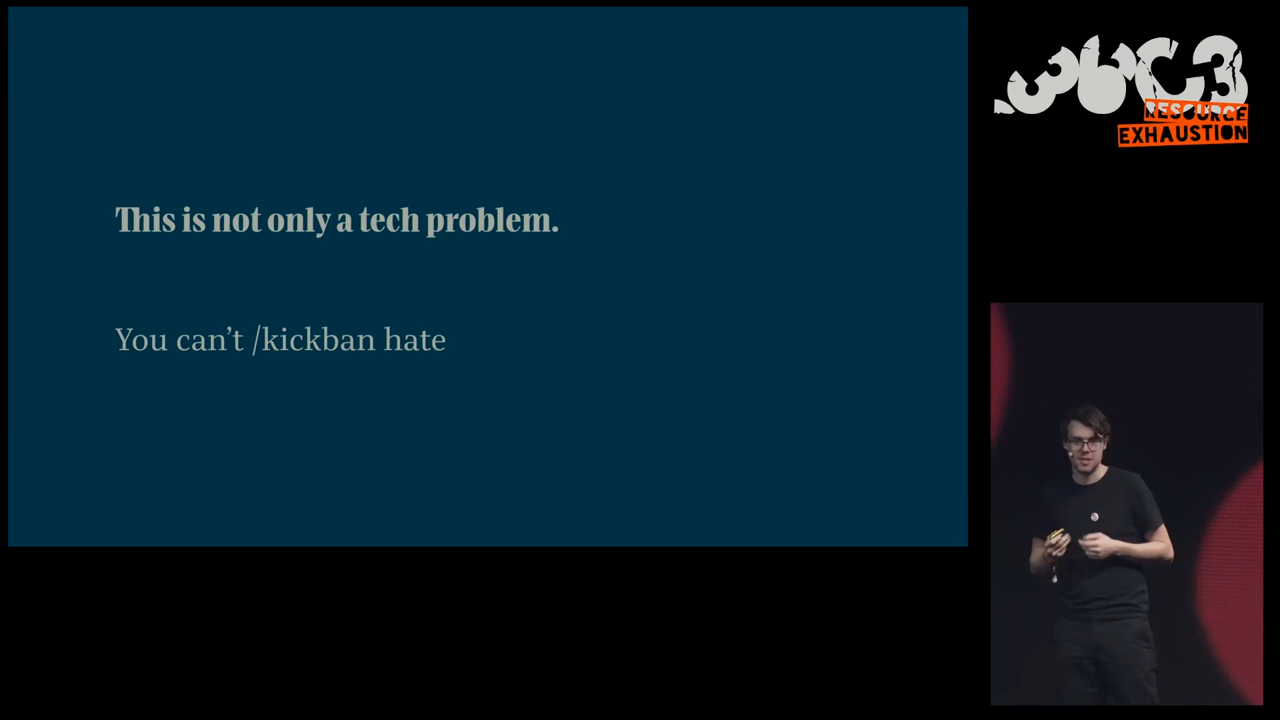 This is not only a tech problem.
You can’t /kickban hate
36C3
RESOURCE
EXHAUSTION